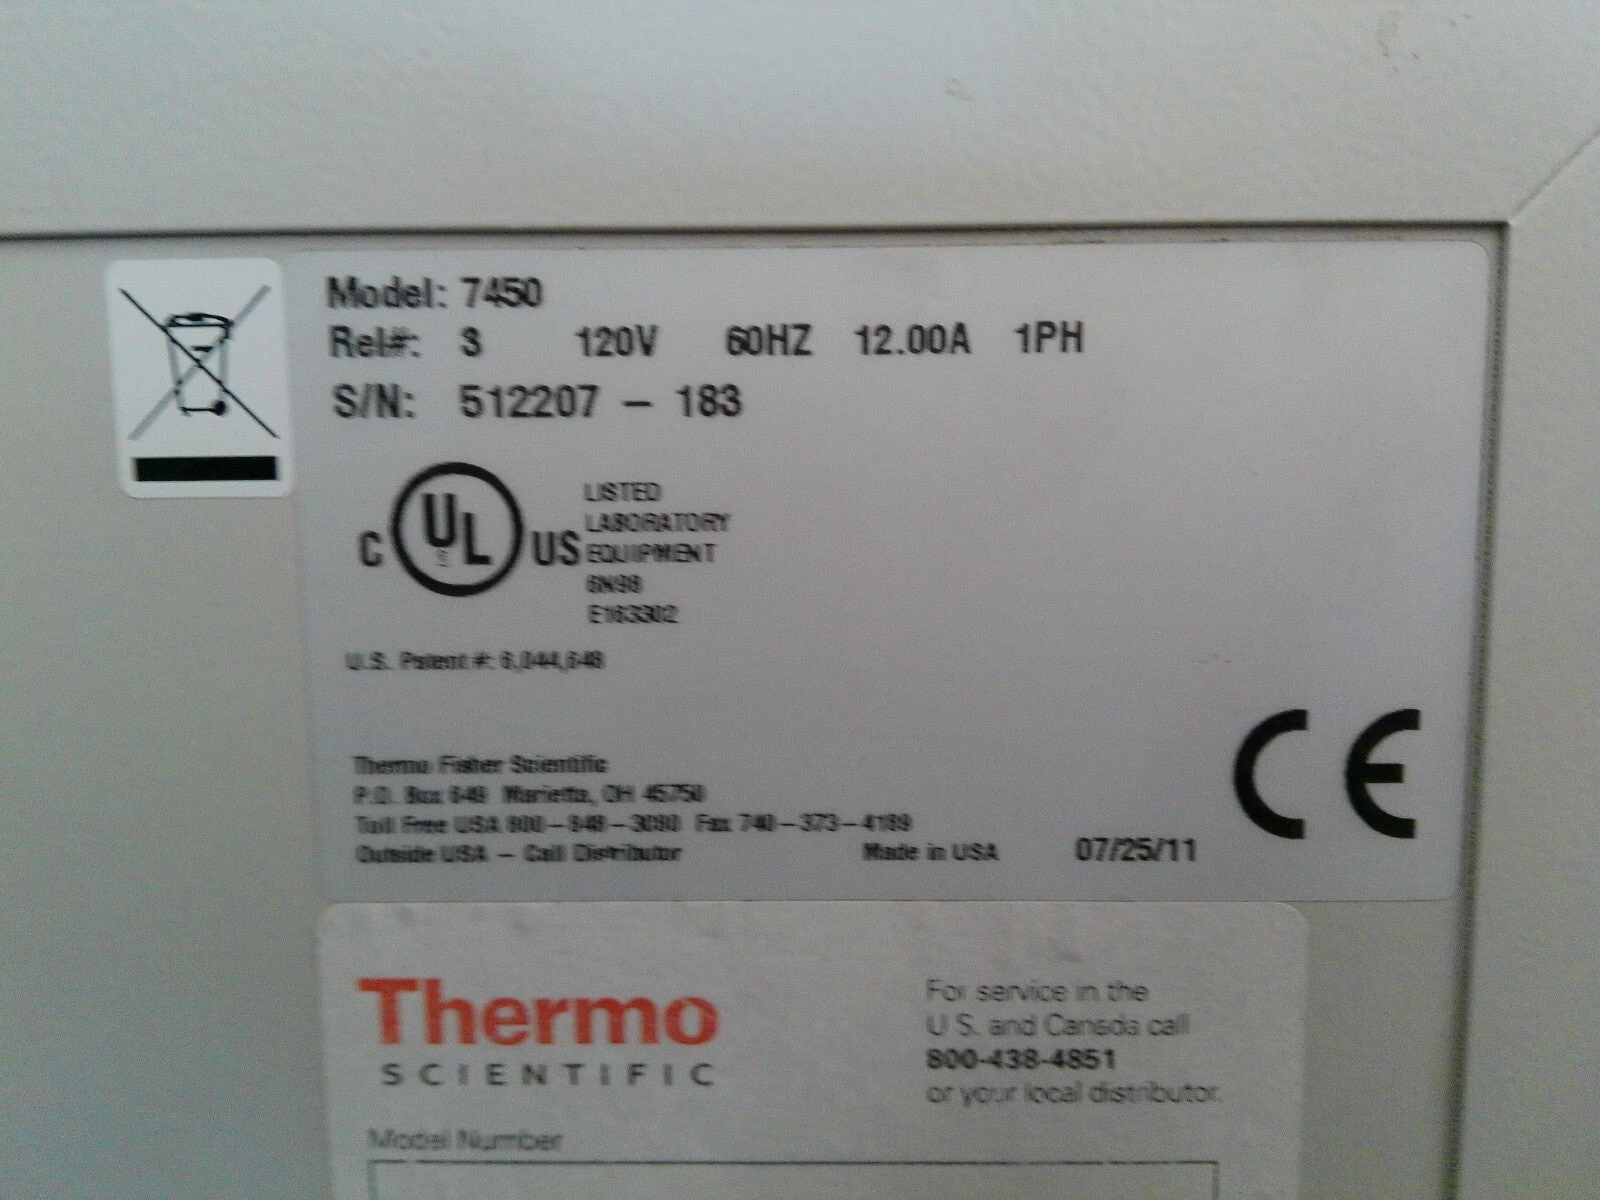 Model: 7450
Rel#: 3 120V 60HZ 12.00A 1PH
S/N: 512207 - 183
C UL US
LISTED
LABORATORY
EQUIPMENT
6N98
E163302
U.S. Patent #: 6,044,648
Thermo Fisher Scientific
P.O. Box 649 Marietta, OH 45750
Toll Free USA 800-848-3080 Fax 740-373-4189
Outside USA - Call Distributor Made in USA 07/25/11
CE
Thermo
SCIENTIFIC
For service in the
U.S. and Canada call
800-438-4851
or your local distributor.
Model Number